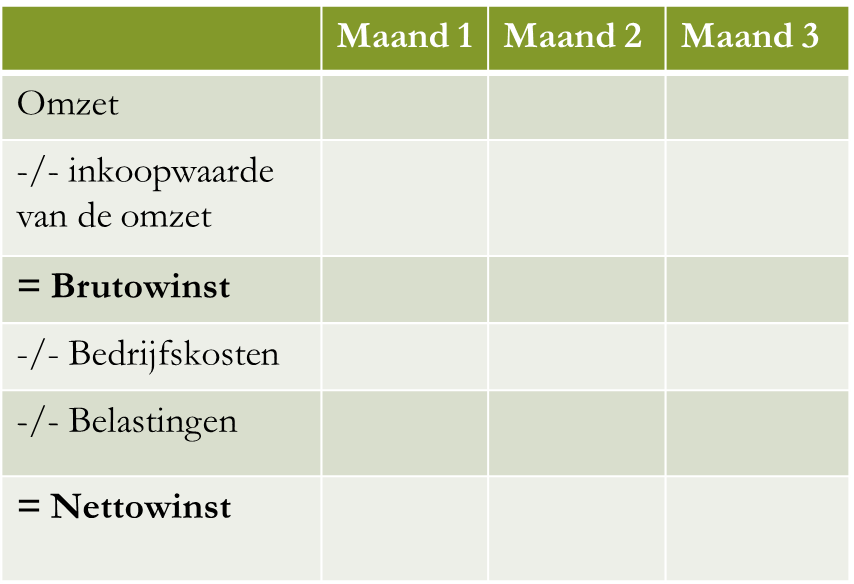 Maand 1 Maand 2 Maand 3
Omzet
-/- inkoopwaarde
van de omzet
= Brutowinst
-/- Bedrijfskosten
-/- Belastingen
= Nettowinst